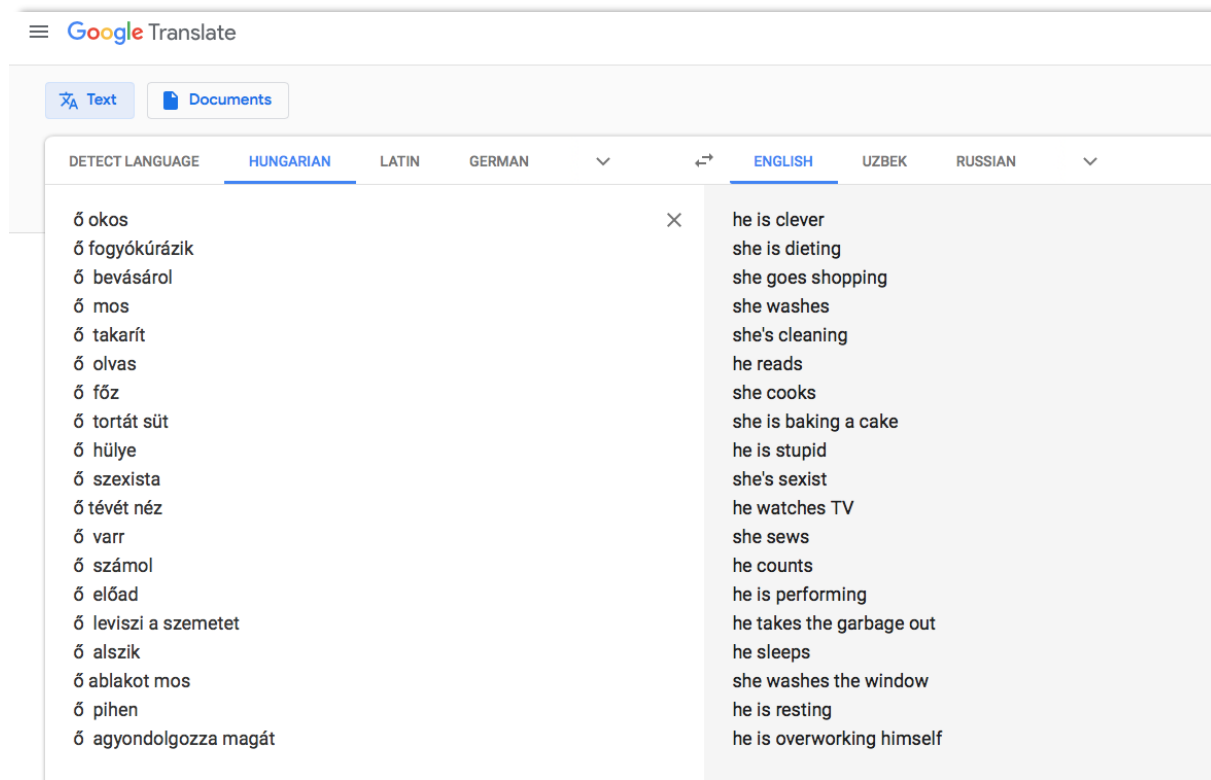 Google Translate
Text
Documents
DETECT LANGUAGE HUNGARIAN LATIN GERMAN ENGLISH UZBEK RUSSIAN
ő okos he is clever
ő fogyókúrázik she is dieting
ő bevásárol she goes shopping
ő mos she washes
ő takarít she's cleaning
ő olvas he reads
ő főz she cooks
ő tortát süt she is baking a cake
ő hülye he is stupid
ő szexista she's sexist
ő tévét néz he watches TV
ő varr she sews
ő számol he counts
ő előad he is performing
ő leviszi a szemetet he takes the garbage out
ő alszik he sleeps
ő ablakot mos she washes the window
ő pihen he is resting
ő agyondolgozza magát he is overworking himself